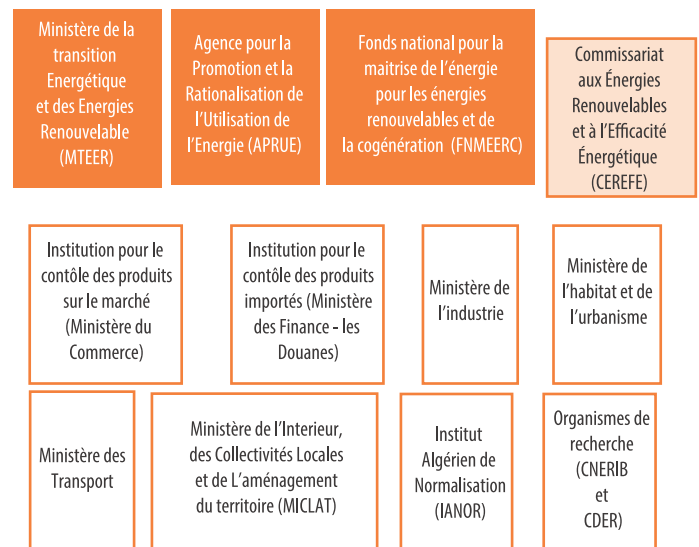 Ministère de la
transition
Energétique
et des Energies
Renouvelable
(MTEER)
Agence pour la
Promotion et la
Rationalisation de
l'Utilisation de
l'Energie (APRUE)
Fonds national pour la
maitrise de l'énergie
pour les énergies
renouvelables et de
la cogénération (FNMEERC)
Commissariat
aux Énergies
Renouvelables
et à l'Efficacité
Énergétique
(CEREFE)
Institution pour le
contôle des produits
sur le marché
(Ministère du
Commerce)
Institution pour le
contôle des produits
importés (Ministère
des Finance - les
Douanes)
Ministère de
l'industrie
Ministère de
l'habitat et de
l'urbanisme
Ministère des
Transport
Ministère de l'Interieur,
des Collectivités Locales
et de L'aménagement
du territoire (MICLAT)
Institut
Algérien de
Normalisation
(IANOR)
Organismes de
recherche
(CNERIB
et
CDER)